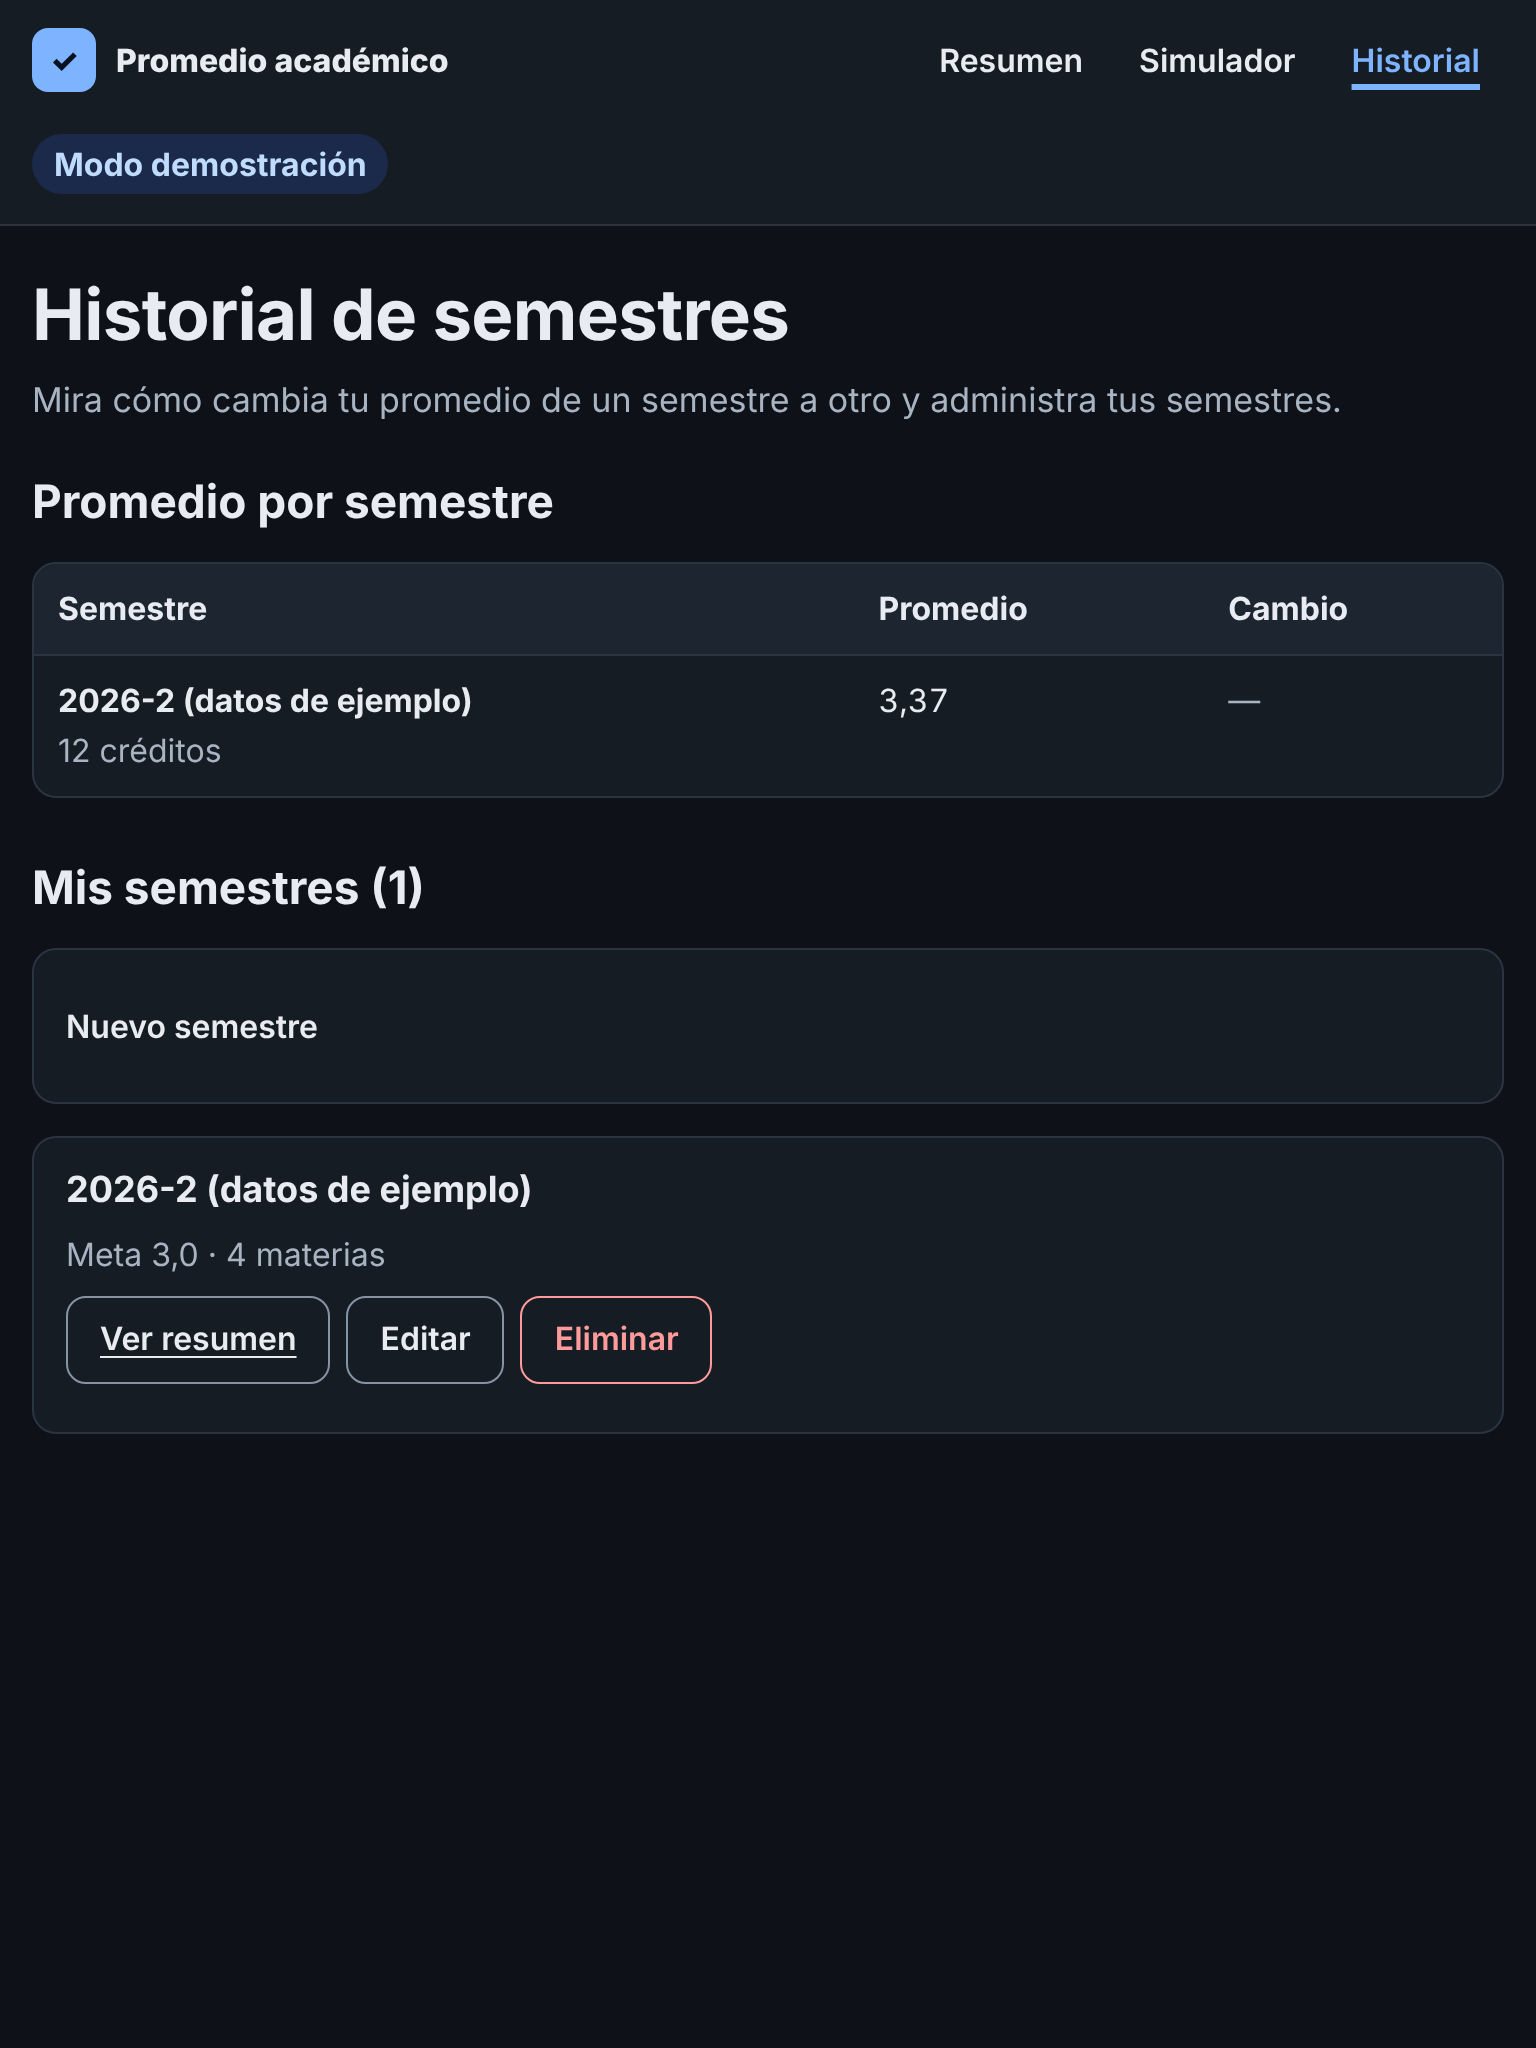 Promedio académico
Resumen
Simulador
Historial
Modo demostración
Historial de semestres
Mira cómo cambia tu promedio de un semestre a otro y administra tus semestres.
Promedio por semestre
Semestre Promedio Cambio
2026-2 (datos de ejemplo) 3,37 —
12 créditos
Mis semestres (1)
Nuevo semestre
2026-2 (datos de ejemplo)
Meta 3,0 · 4 materias
Ver resumen Editar Eliminar